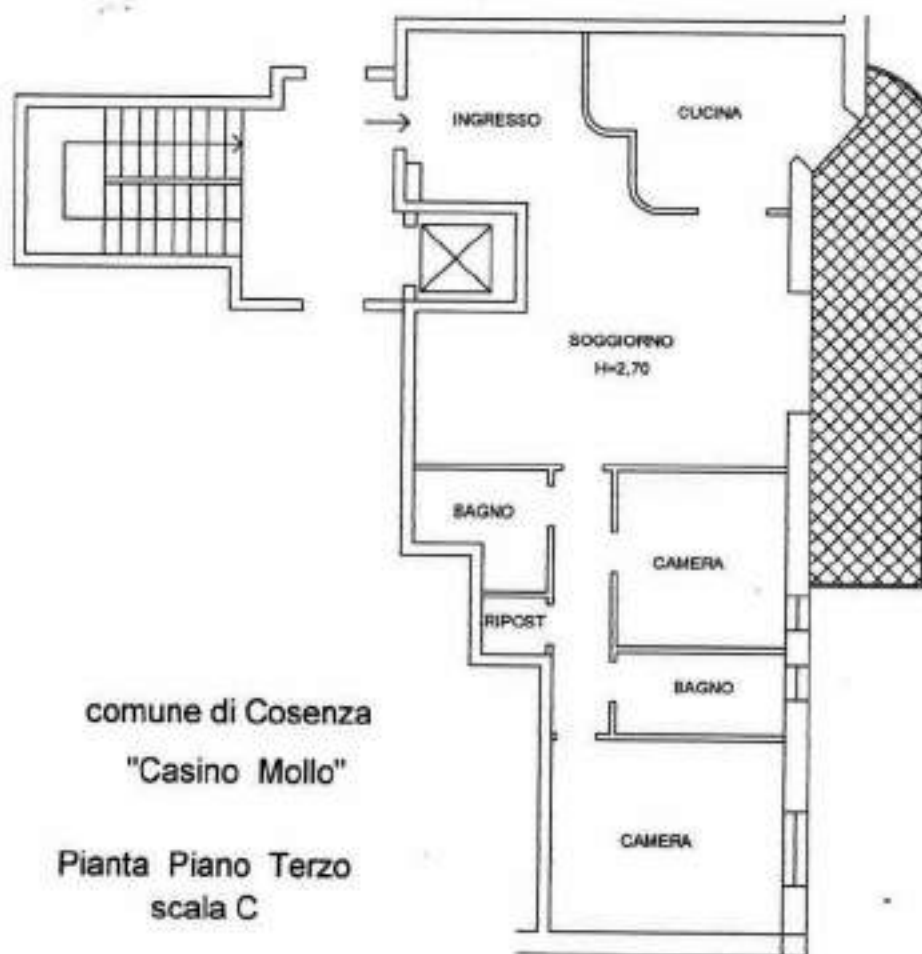 INGRESSO
CUCINA
SOGGIORNO
H=2,70
BAGNO
CAMERA
RIPOST
BAGNO
CAMERA
comune di Cosenza
"Casino Mollo"
Pianta Piano Terzo
scala C